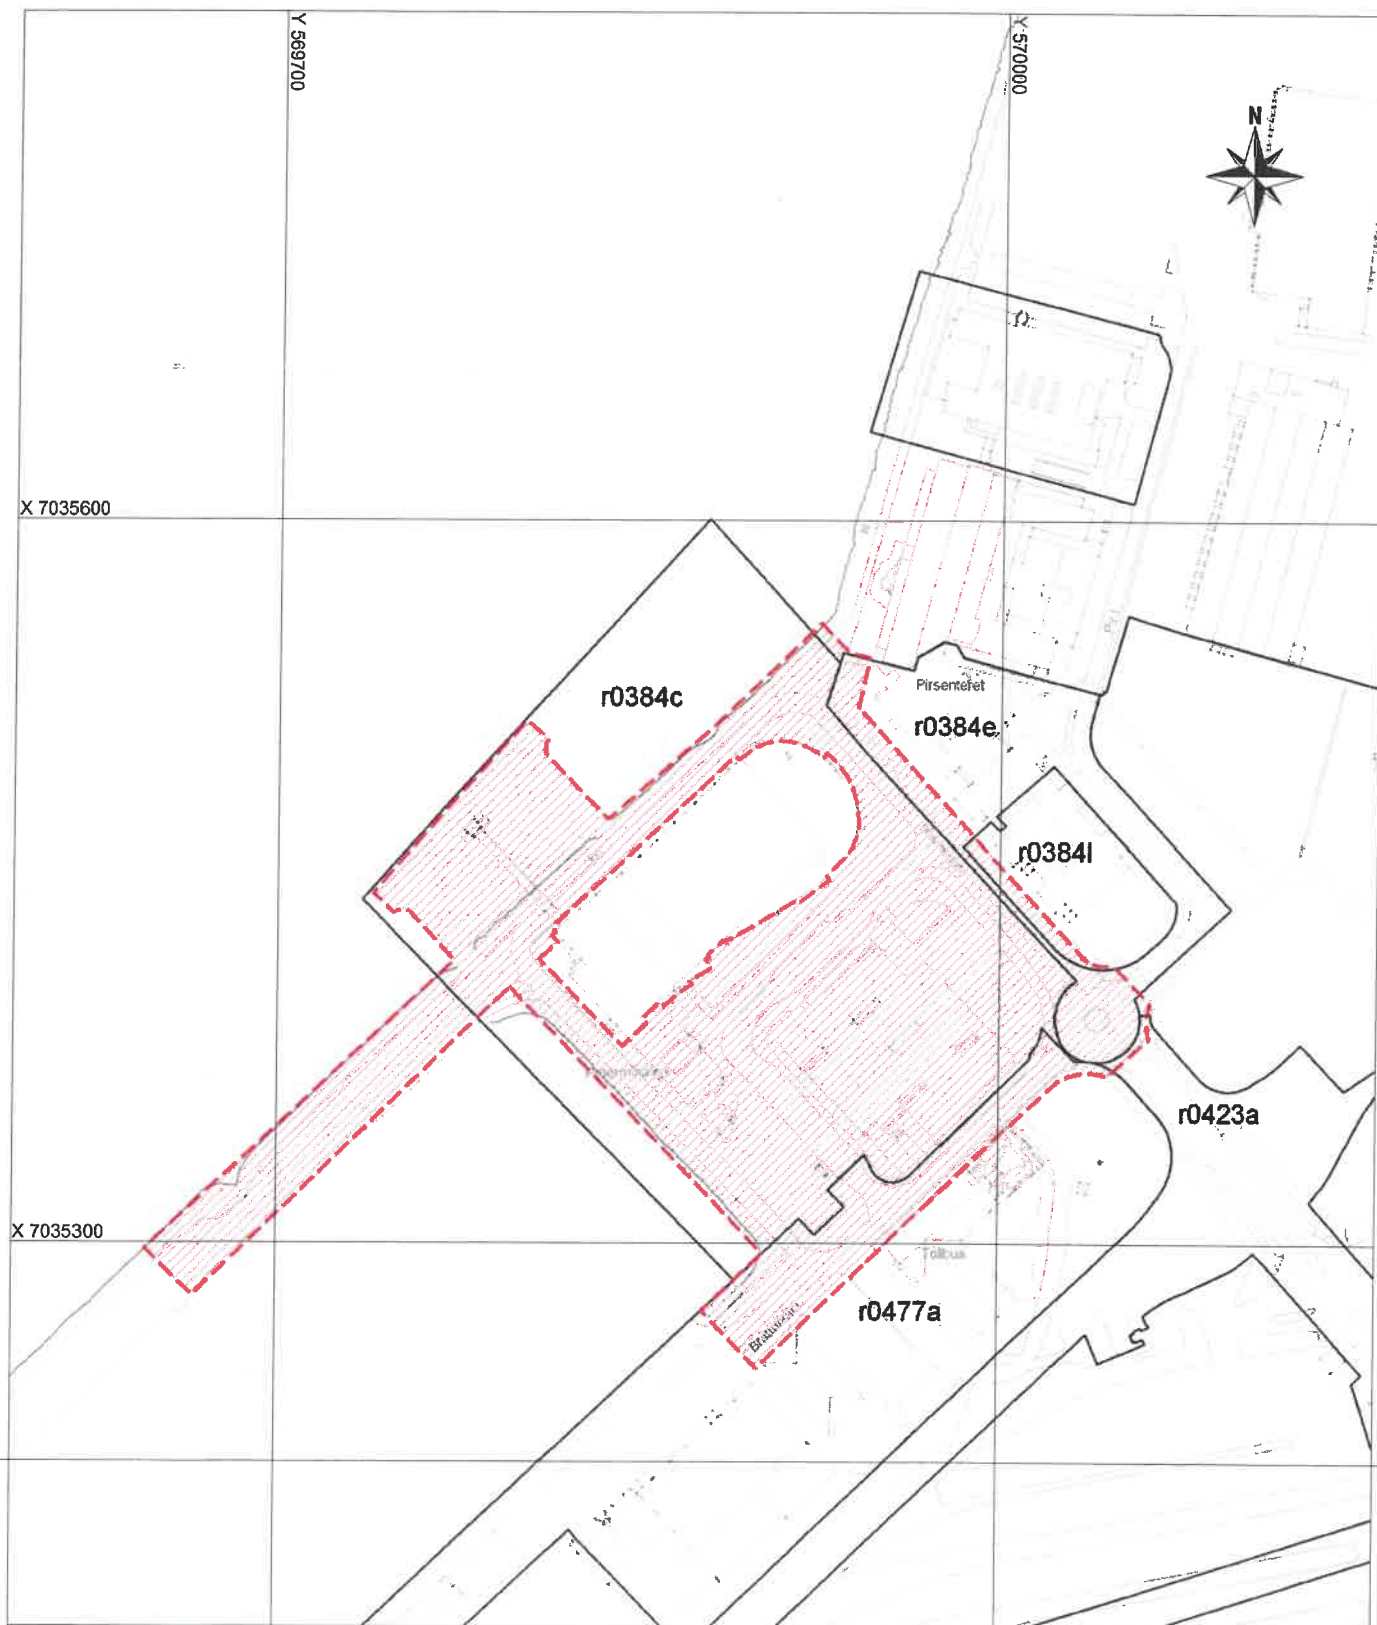 Y 569700
Y 570000
N
X 7035600
r0384c
Pirsenteret
r0384e
r0384l
r0423a
X 7035300
Tollbua
r0477a